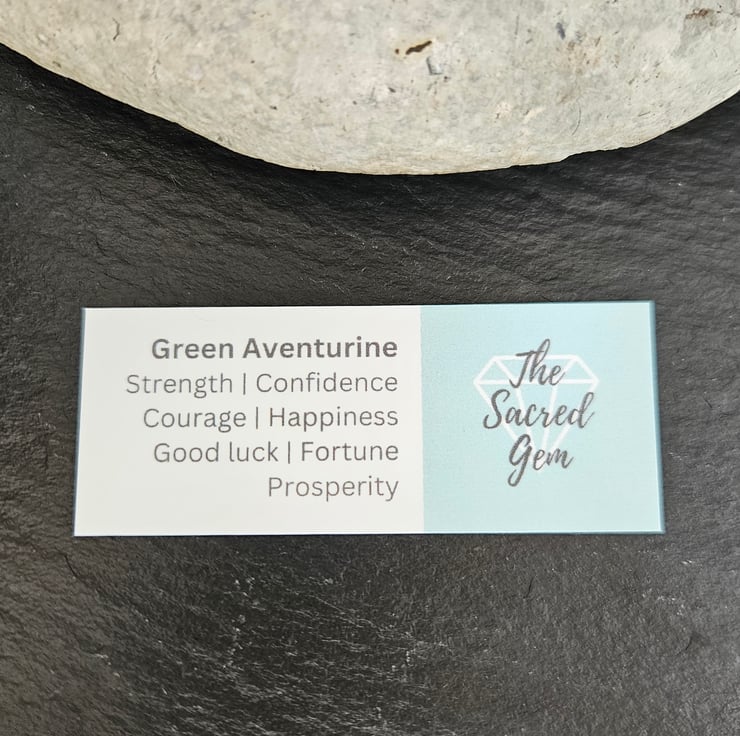 Green Aventurine
Strength | Confidence
Courage | Happiness
Good luck | Fortune
Prosperity
The
Sacred
Gem